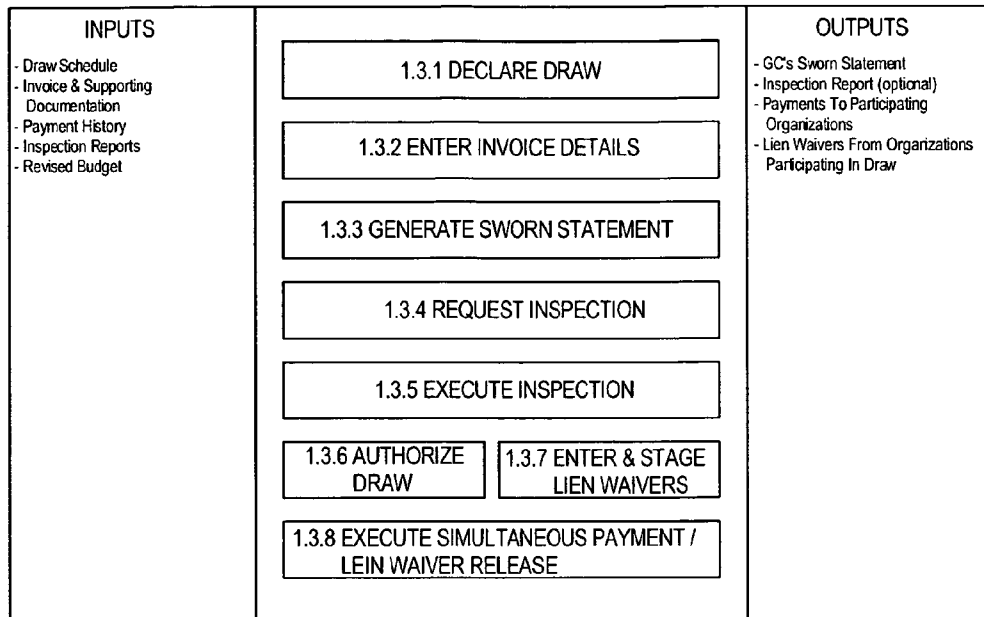 INPUTS
- Draw Schedule
- Invoice & Supporting
Documentation
- Payment History
- Inspection Reports
- Revised Budget
1.3.1 DECLARE DRAW
1.3.2 ENTER INVOICE DETAILS
1.3.3 GENERATE SWORN STATEMENT
1.3.4 REQUEST INSPECTION
1.3.5 EXECUTE INSPECTION
1.3.6 AUTHORIZE
DRAW
1.3.7 ENTER & STAGE
LIEN WAIVERS
1.3.8 EXECUTE SIMULTANEOUS PAYMENT /
LEIN WAIVER RELEASE
OUTPUTS
- GC's Sworn Statement
- Inspection Report (optional)
- Payments To Participating
Organizations
- Lien Waivers From Organizations
Participating In Draw